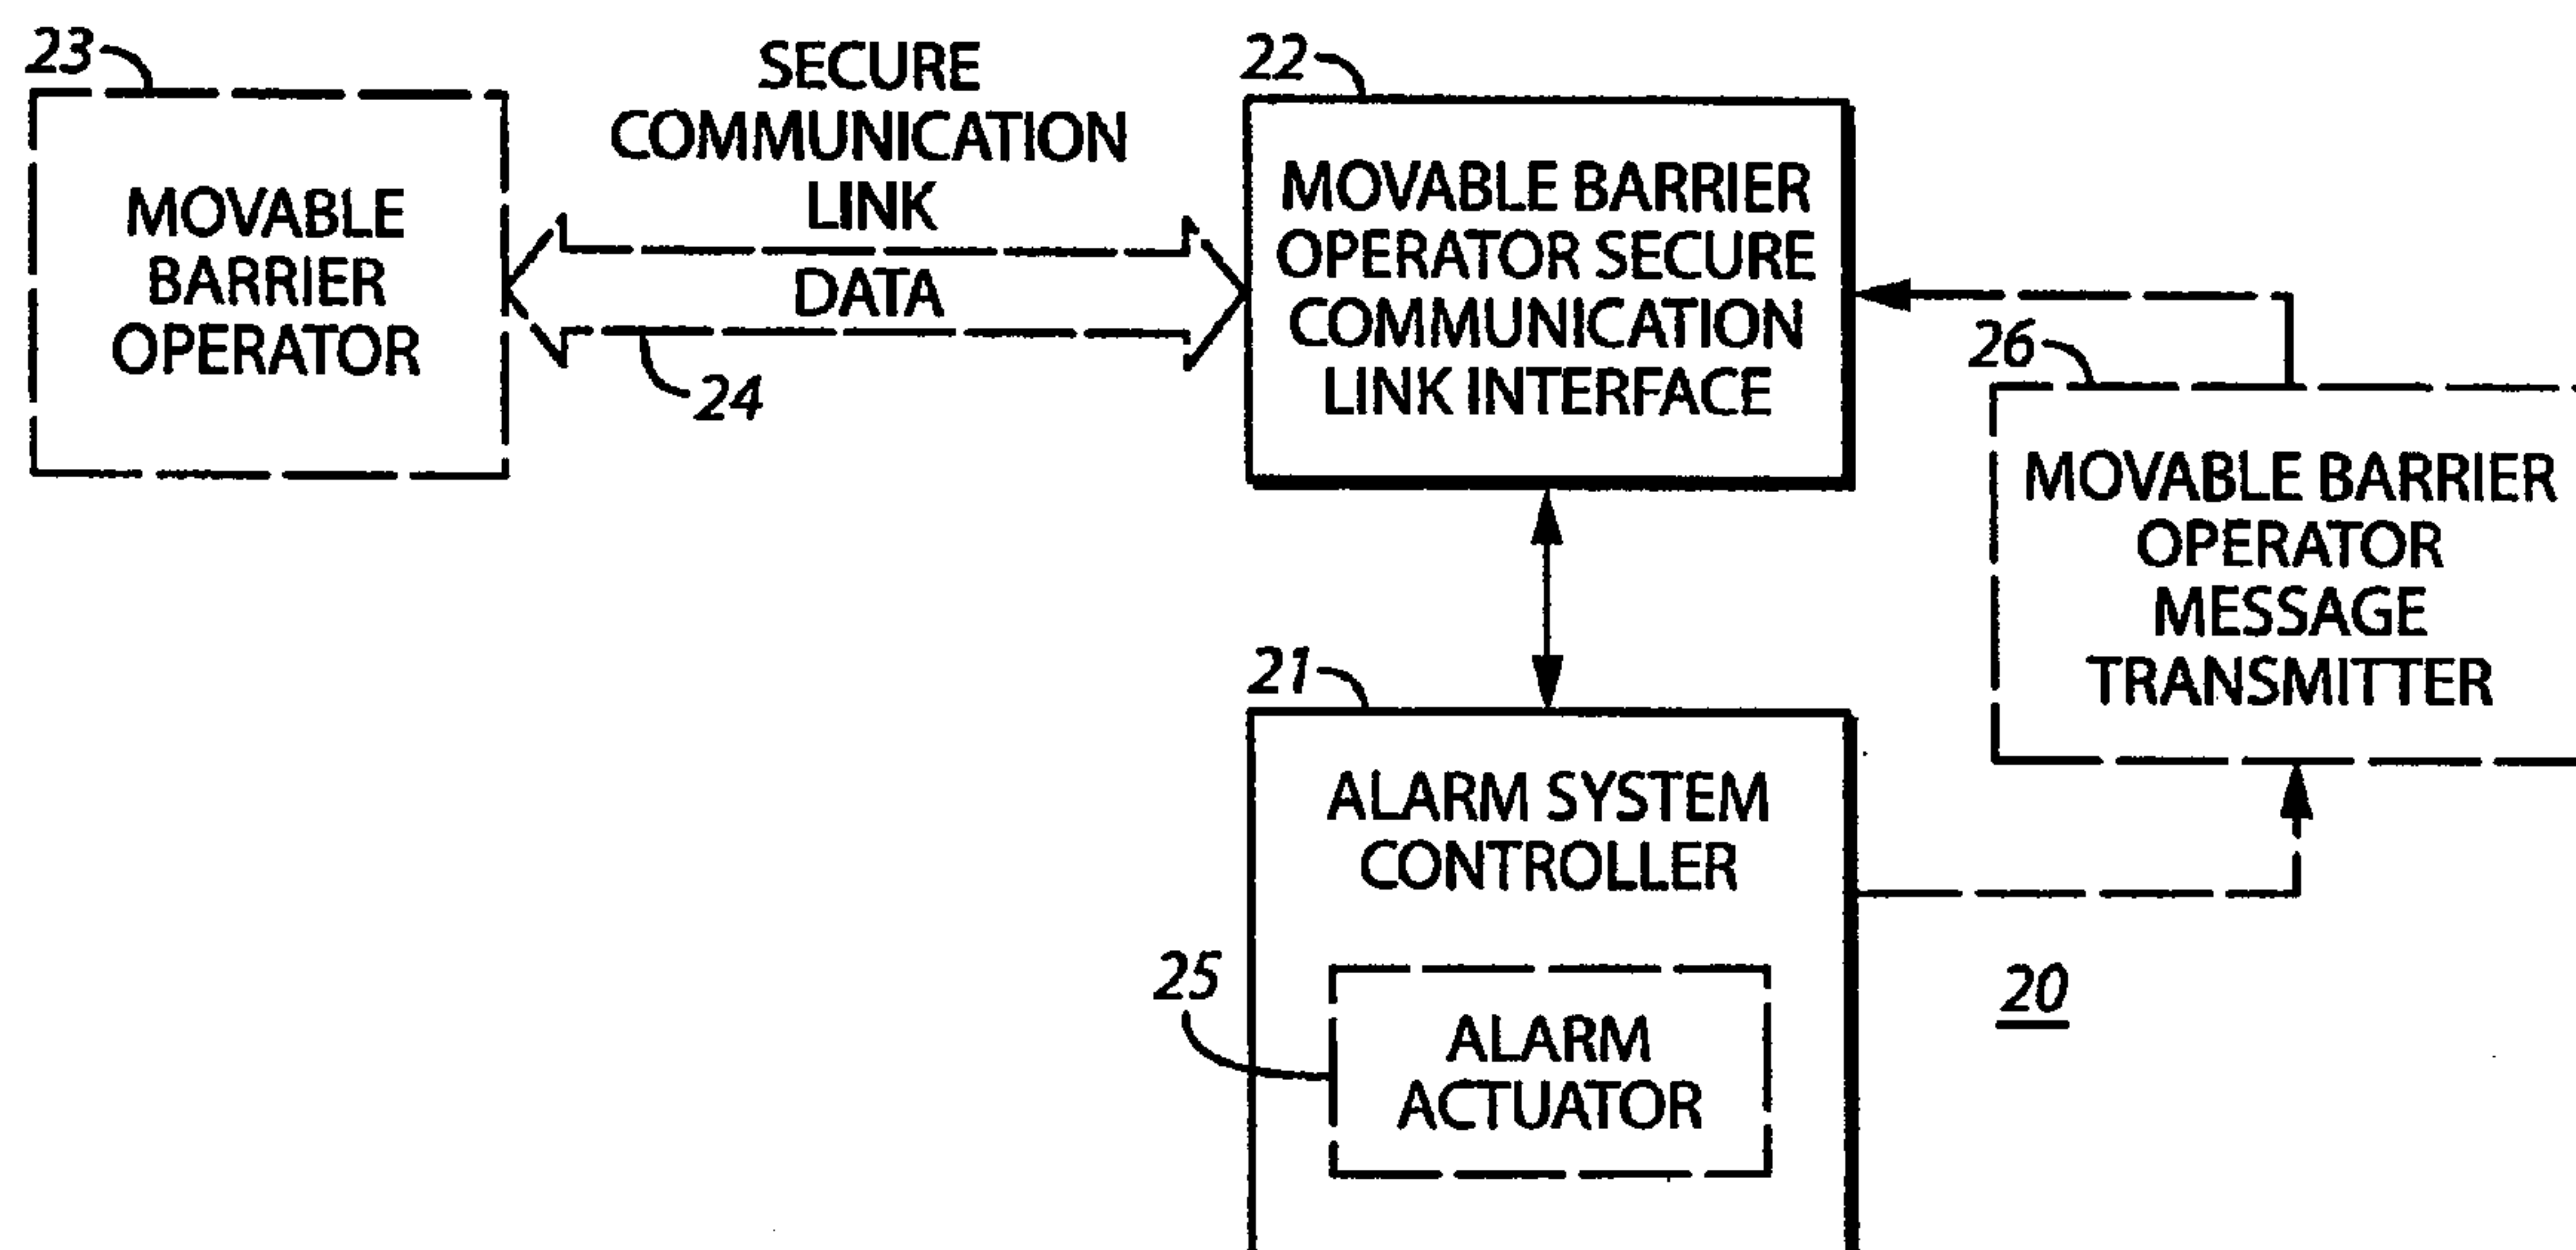 23
MOVABLE
BARRIER
OPERATOR
SECURE
COMMUNICATION
LINK
DATA
24
22
MOVABLE BARRIER
OPERATOR SECURE
COMMUNICATION
LINK INTERFACE
26
MOVABLE BARRIER
OPERATOR
MESSAGE
TRANSMITTER
21
ALARM SYSTEM
CONTROLLER
25
ALARM
ACTUATOR
20